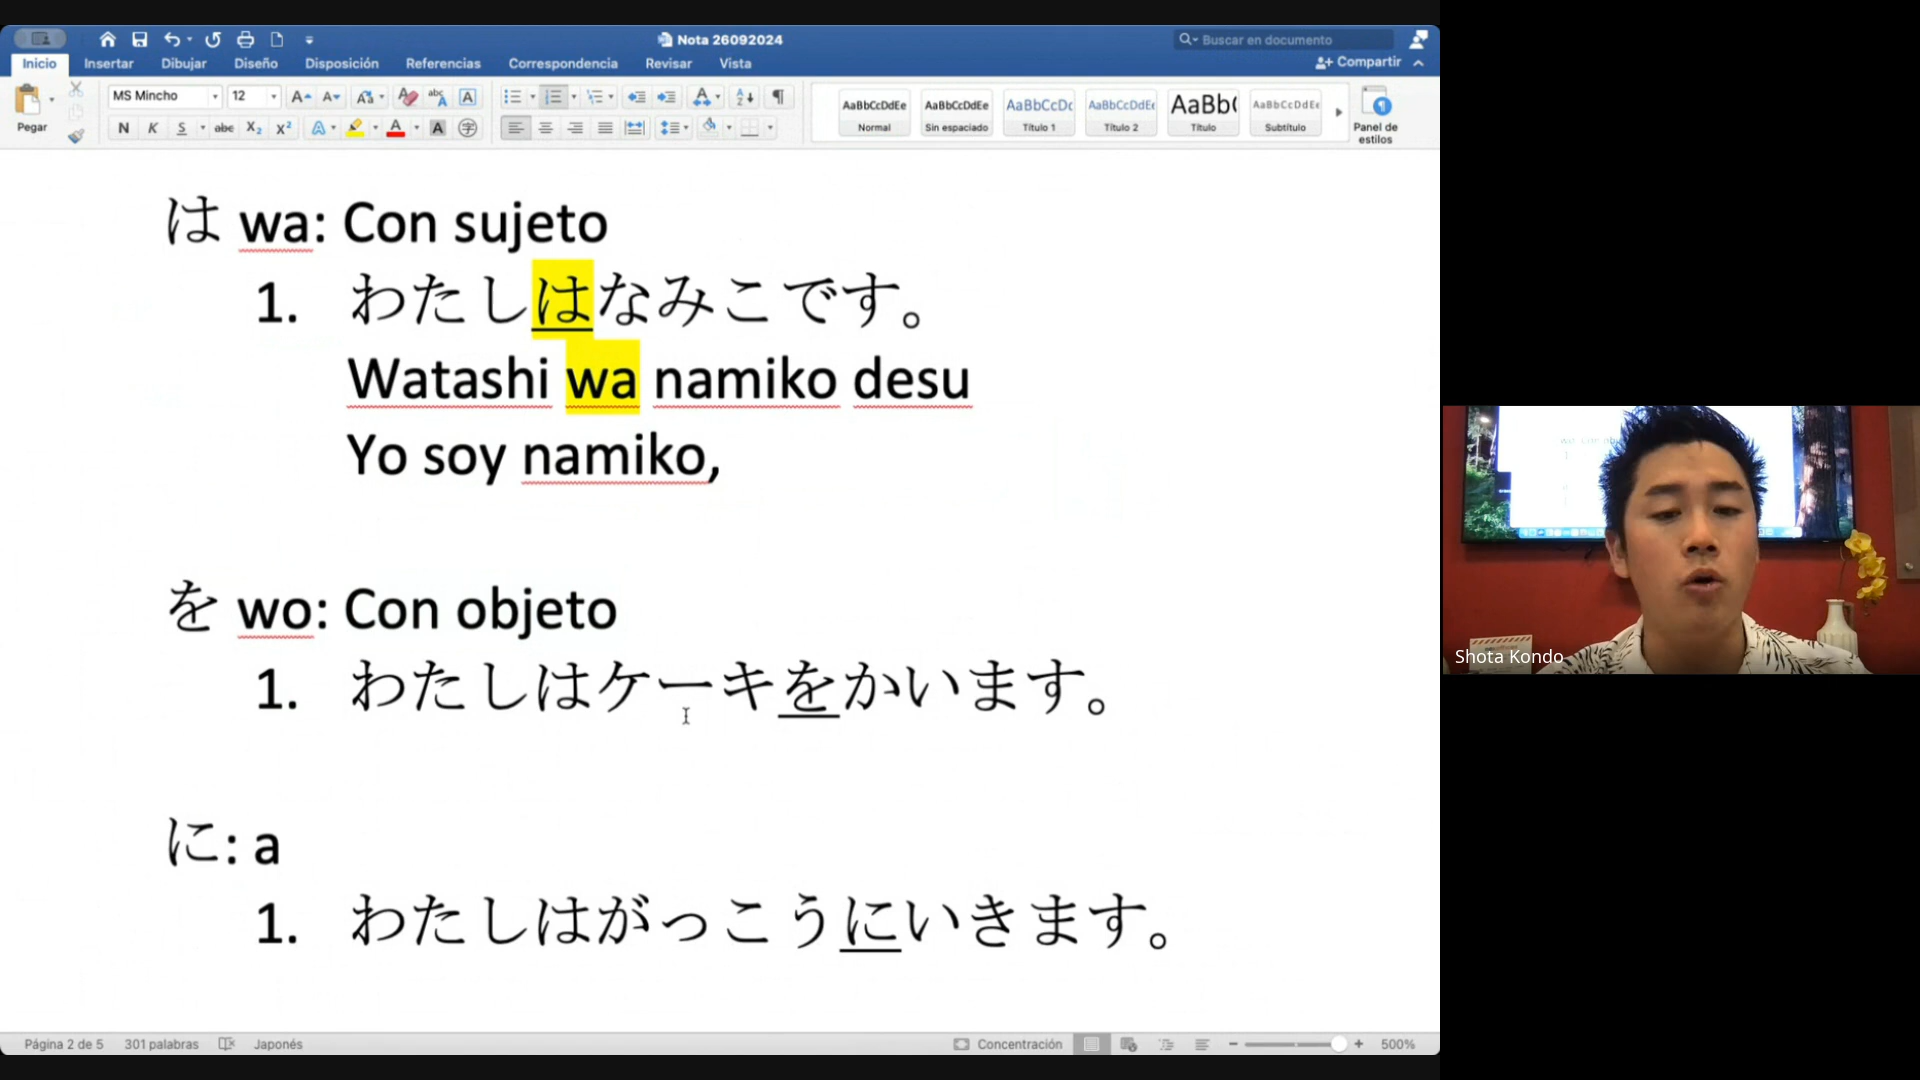 Nota 26092024
Buscar en documento
Inicio
Insertar
Dibujar
Diseño
Disposición
Referencias
Correspondencia
Revisar
Vista
Compartir
Pegar
MS Mincho
12
AaBbCcDdEe
Normal
AaBbCcDdEe
Sin espaciado
AaBbCcDc
Título 1
AaBbCcDdEe
Título 2
AaBb(
Título
AaBbCcDdEe
Subtítulo
Panel de estilos
は wa: Con sujeto
1. わたしはなみこです。
Watashi wa namiko desu
Yo soy namiko,
を wo: Con objeto
1. わたしはケーキをかいます。
に: a
1. わたしはがっこうにいきます。
Página 2 de 5
301 palabras
Japonés
Concentración
500%
Shota Kondo